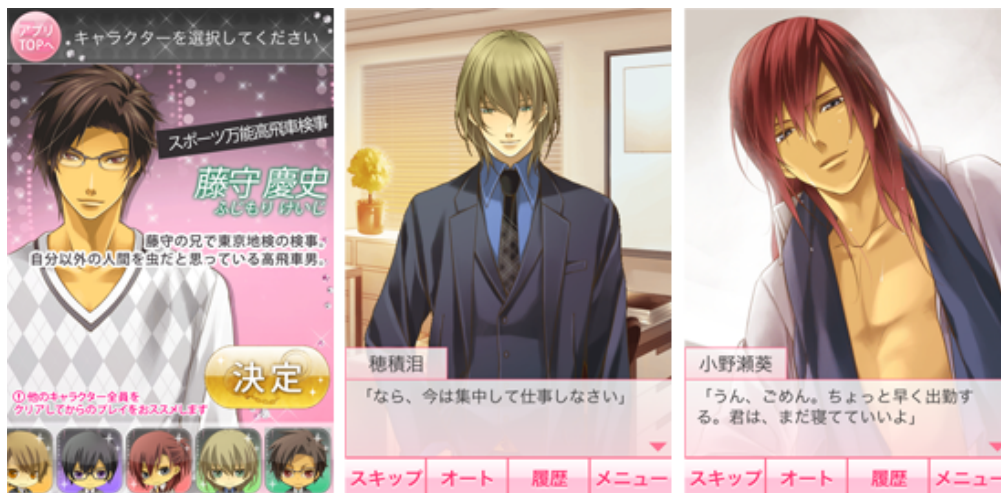 アプリ
TOPへ
キャラクターを選択してください
スポーツ万能高飛車検事
藤守 慶史
ふじもり けいじ
藤守の兄で東京地検の検事。
自分以外の人間を虫だと思っている高飛車男。
決定
①他のキャラクター全員を
クリアしてからのプレイをおススメします
穂積泪
「なら、今は集中して仕事しなさい」
スキップ
オート
履歴
メニュー
小野瀬葵
「うん、ごめん。ちょっと早く出勤す
る。君は、まだ寝てていいよ」
スキップ
オート
履歴
メニュー